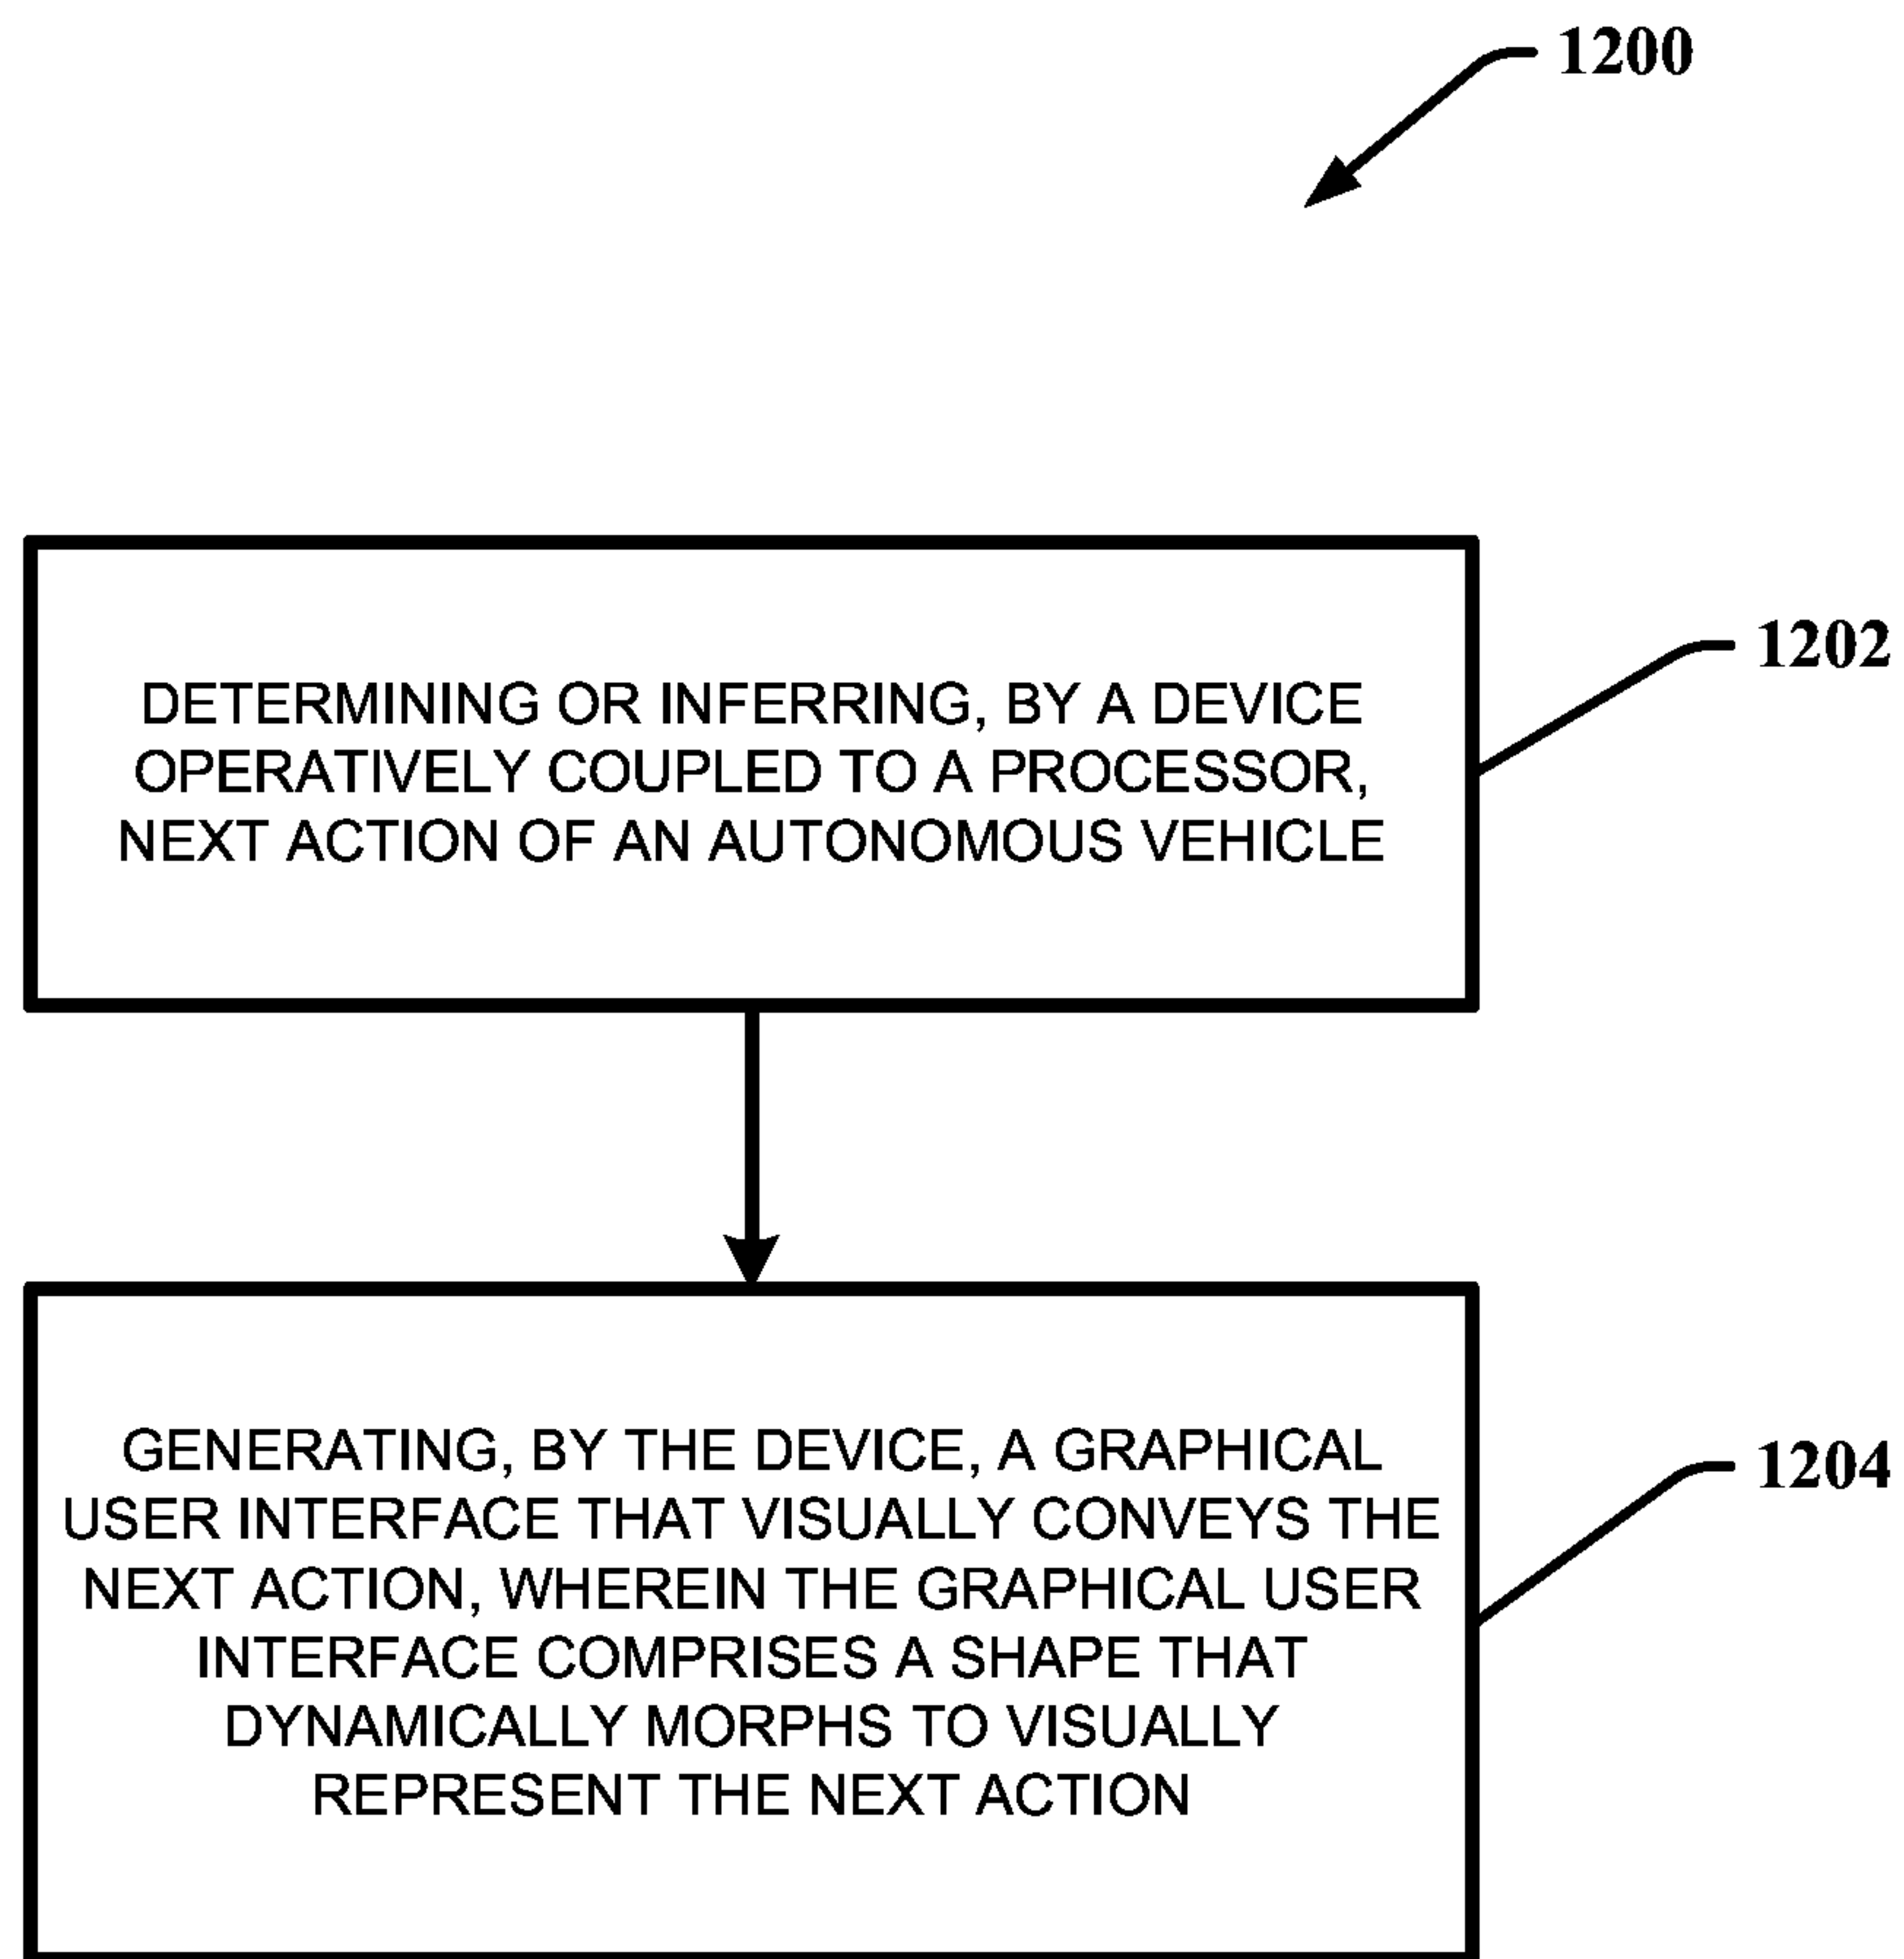 1200
DETERMINING OR INFERRING, BY A DEVICE
OPERATIVELY COUPLED TO A PROCESSOR,
NEXT ACTION OF AN AUTONOMOUS VEHICLE
1202
GENERATING, BY THE DEVICE, A GRAPHICAL
USER INTERFACE THAT VISUALLY CONVEYS THE
NEXT ACTION, WHEREIN THE GRAPHICAL USER
INTERFACE COMPRISES A SHAPE THAT
DYNAMICALLY MORPHS TO VISUALLY
REPRESENT THE NEXT ACTION
1204